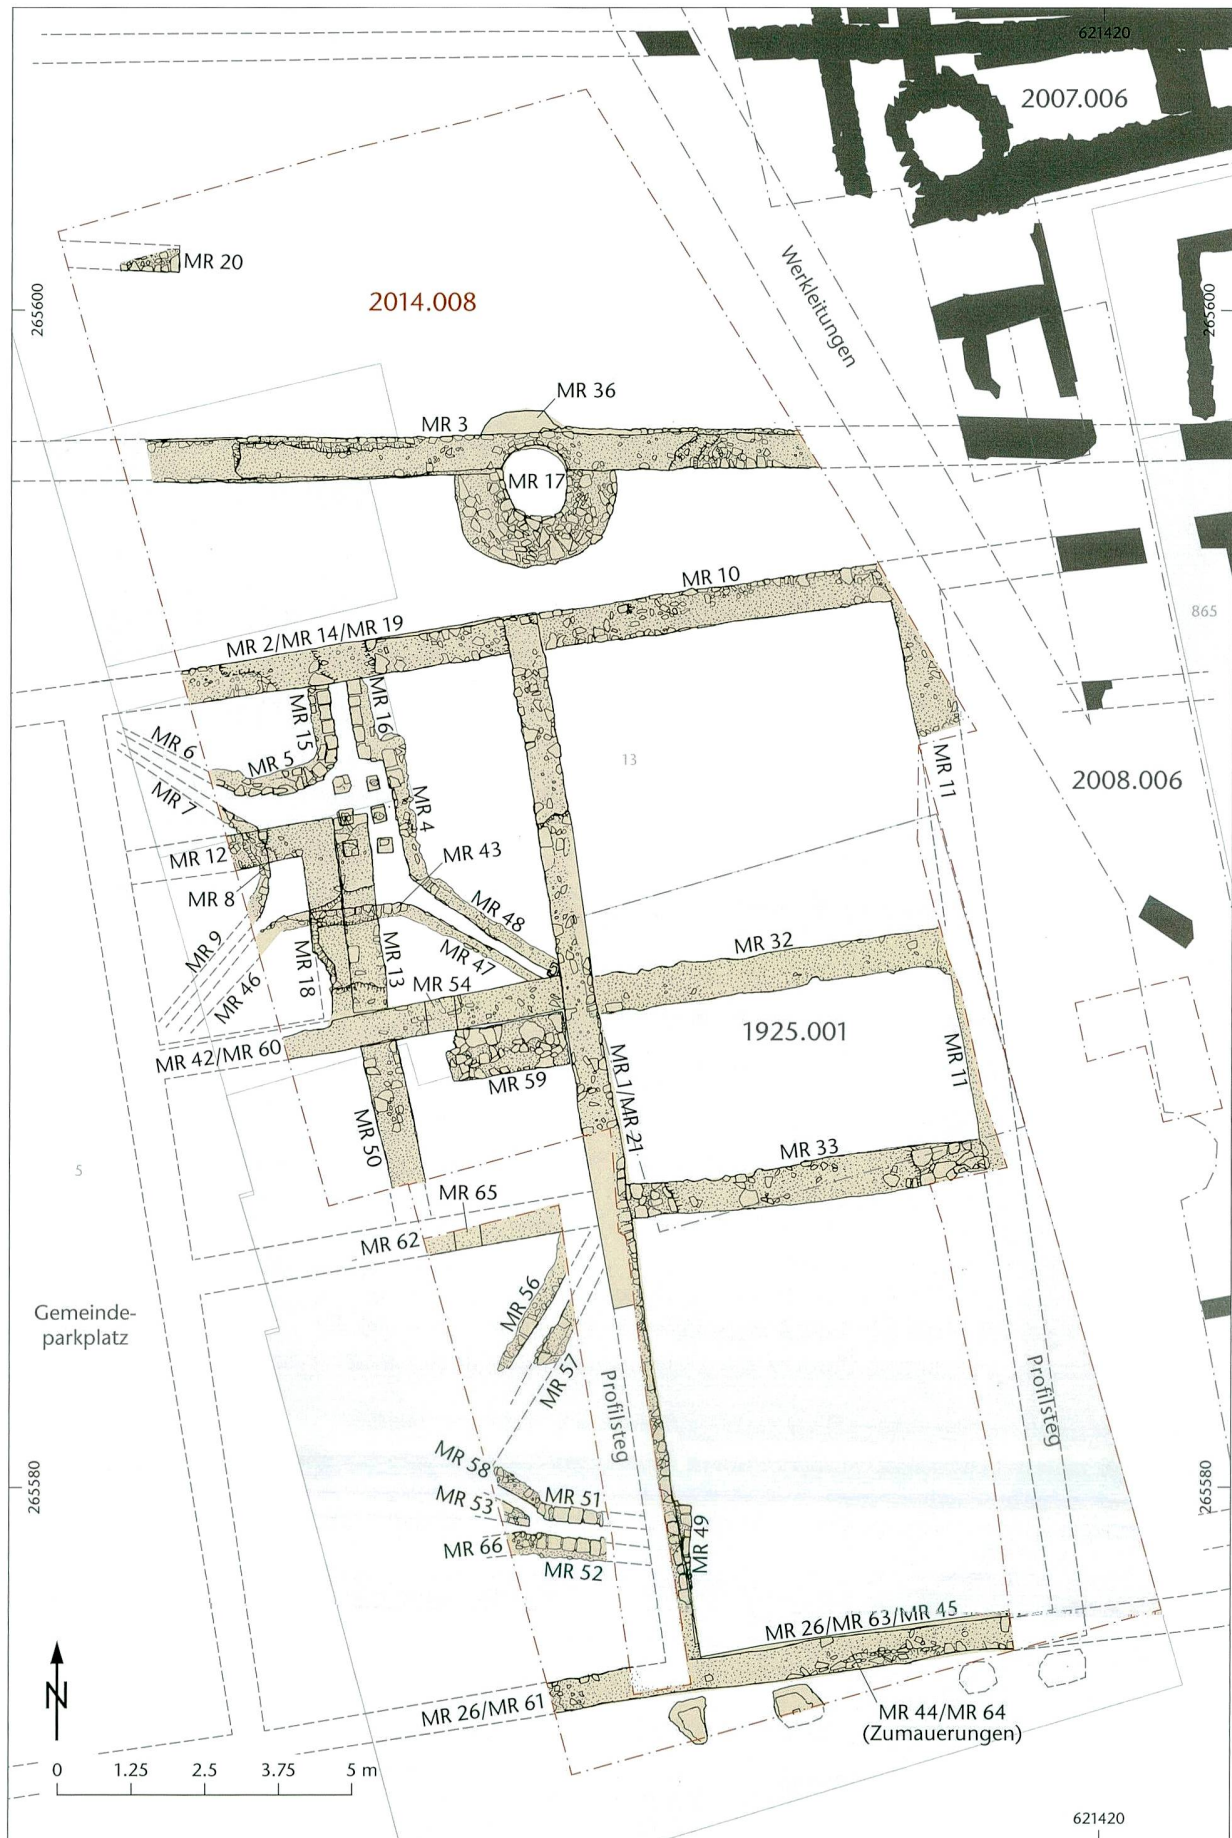 621420
2007.006
Werkleitungen
MR 20
2014.008
265600
265600
MR 36
MR 3
MR 17
MR 10
865
MR 2/MR 14/MR 19
MR 15
MR 16
MR 6
MR 5
MR 7
13
MR 11
2008.006
MR 4
MR 12
MR 43
MR 8
MR 48
MR 9
MR 47
MR 32
MR 46
MR 18
MR 13
MR 54
1925.001
MR 42/MR 60
MR 59
MR 1/MR 21
MR 11
MR 50
MR 33
5
MR 65
MR 62
MR 56
Gemeinde-
parkplatz
MR 57
Profilsteg
Profilsteg
MR 58
265580
265580
MR 53
MR 51
MR 66
MR 52
MR 49
MR 26/MR 63/MR 45
N
MR 26/MR 61
MR 44/MR 64
(Zumauerungen)
0 1.25 2.5 3.75 5 m
621420